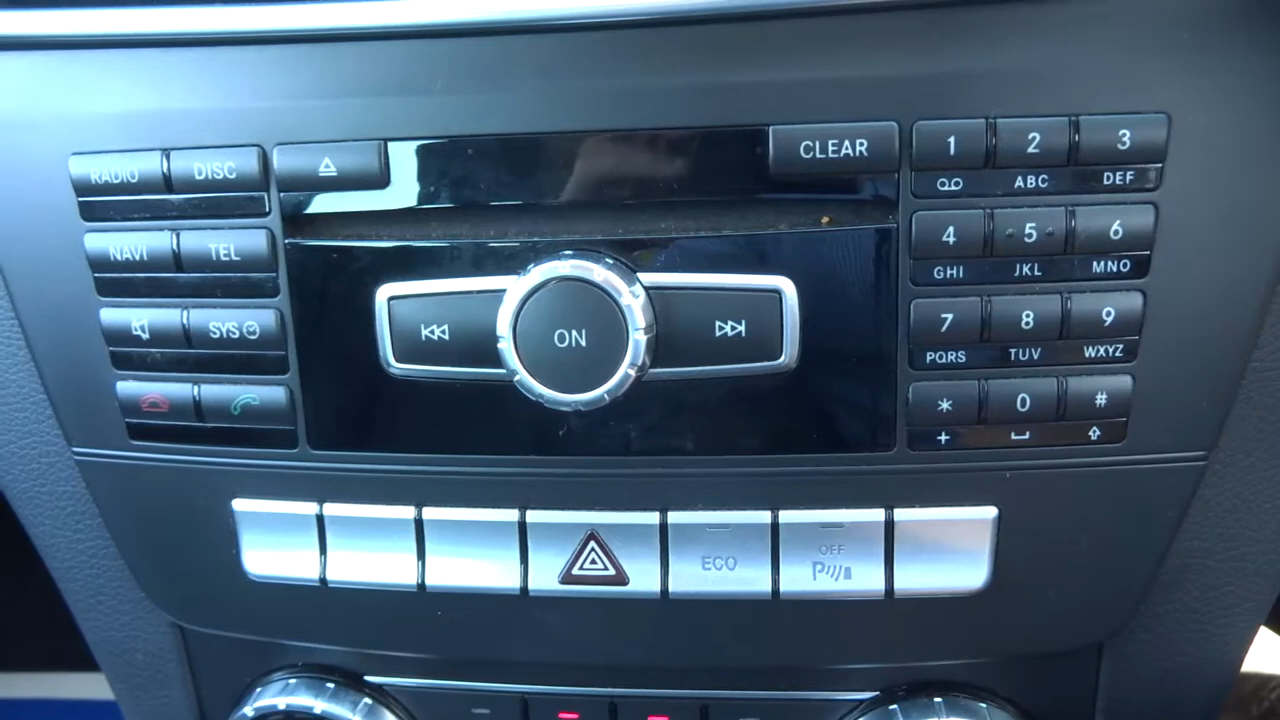 RADIO DISC
CLEAR
1 2 3
ABC DEF
NAVI TEL
4 5 6
GHI JKL MNO
SYS
ON
7 8 9
PQRS TUV WXYZ
* 0 #
+
ECO
OFF
P